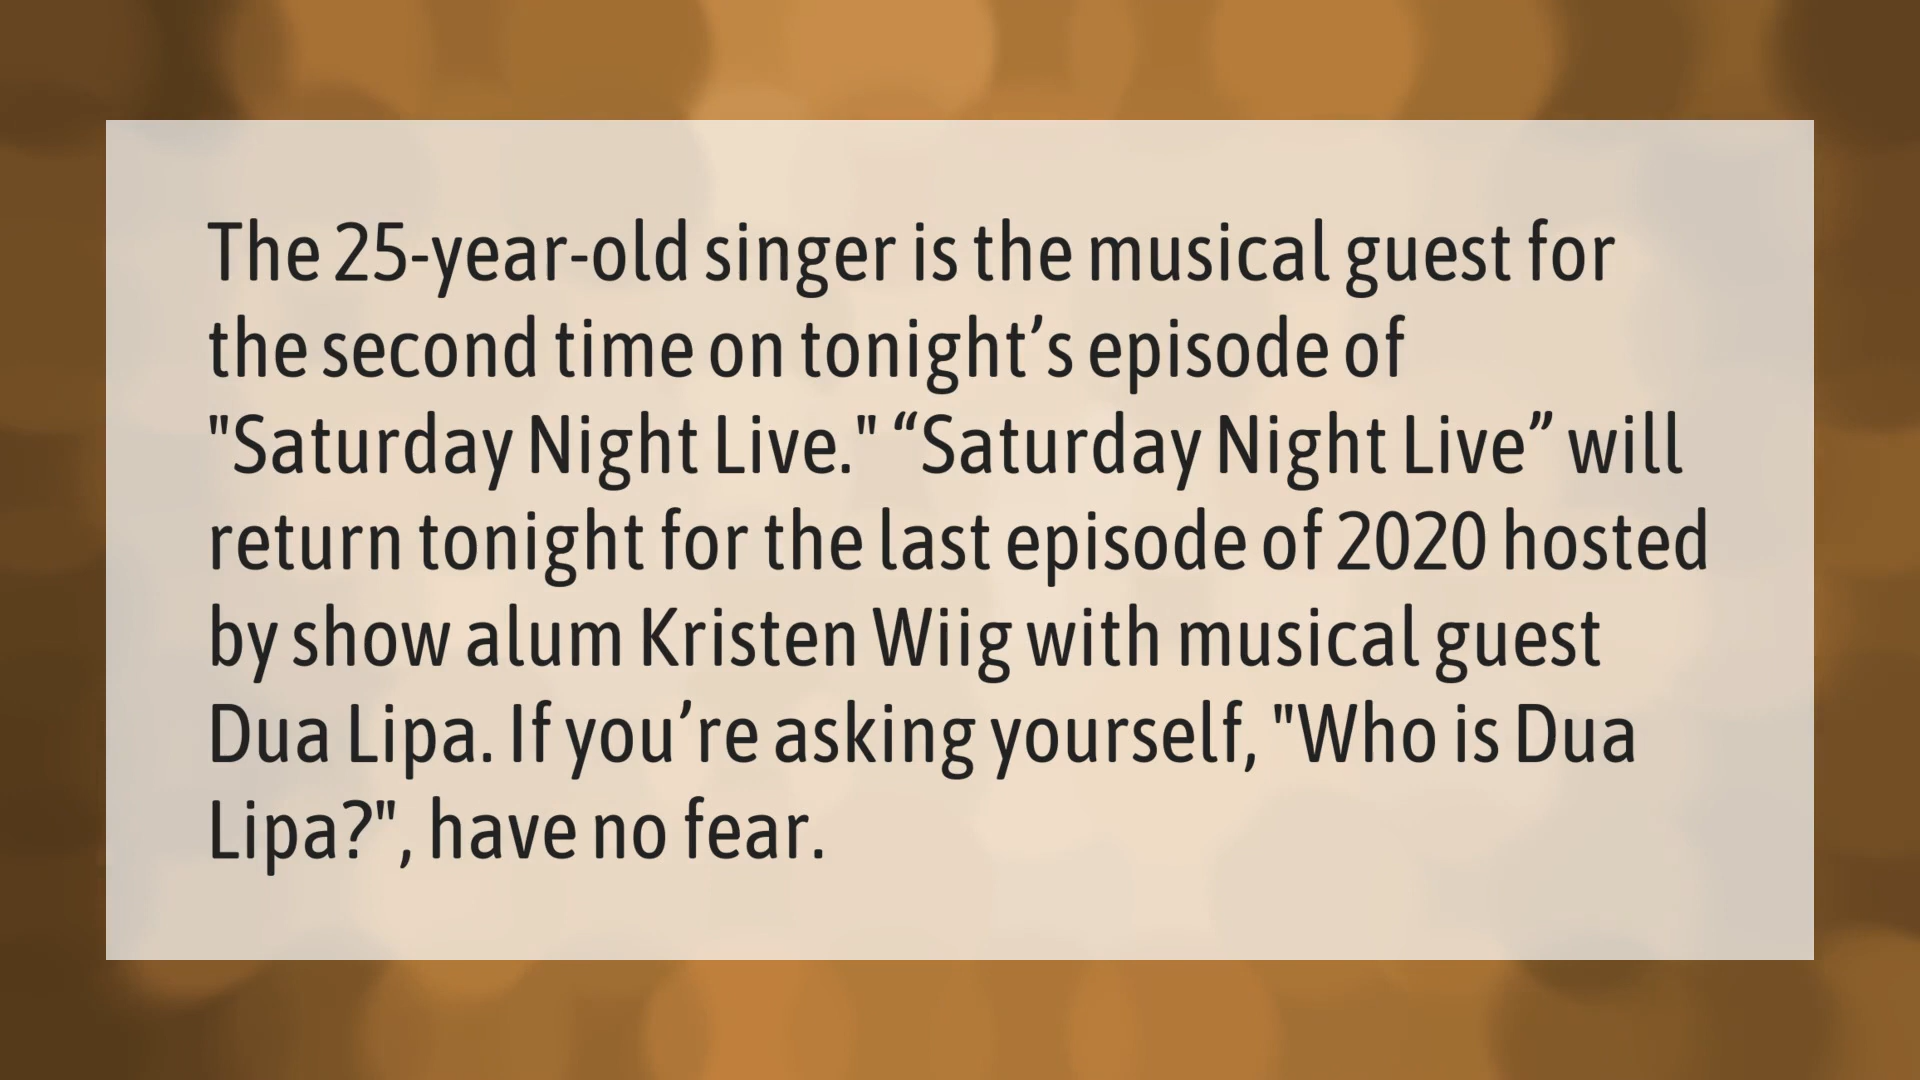 The 25-year-old singer is the musical guest for
the second time on tonight’s episode of
"Saturday Night Live." “Saturday Night Live” will
return tonight for the last episode of 2020 hosted
by show alum Kristen Wiig with musical guest
Dua Lipa. If you’re asking yourself, "Who is Dua
Lipa?", have no fear.